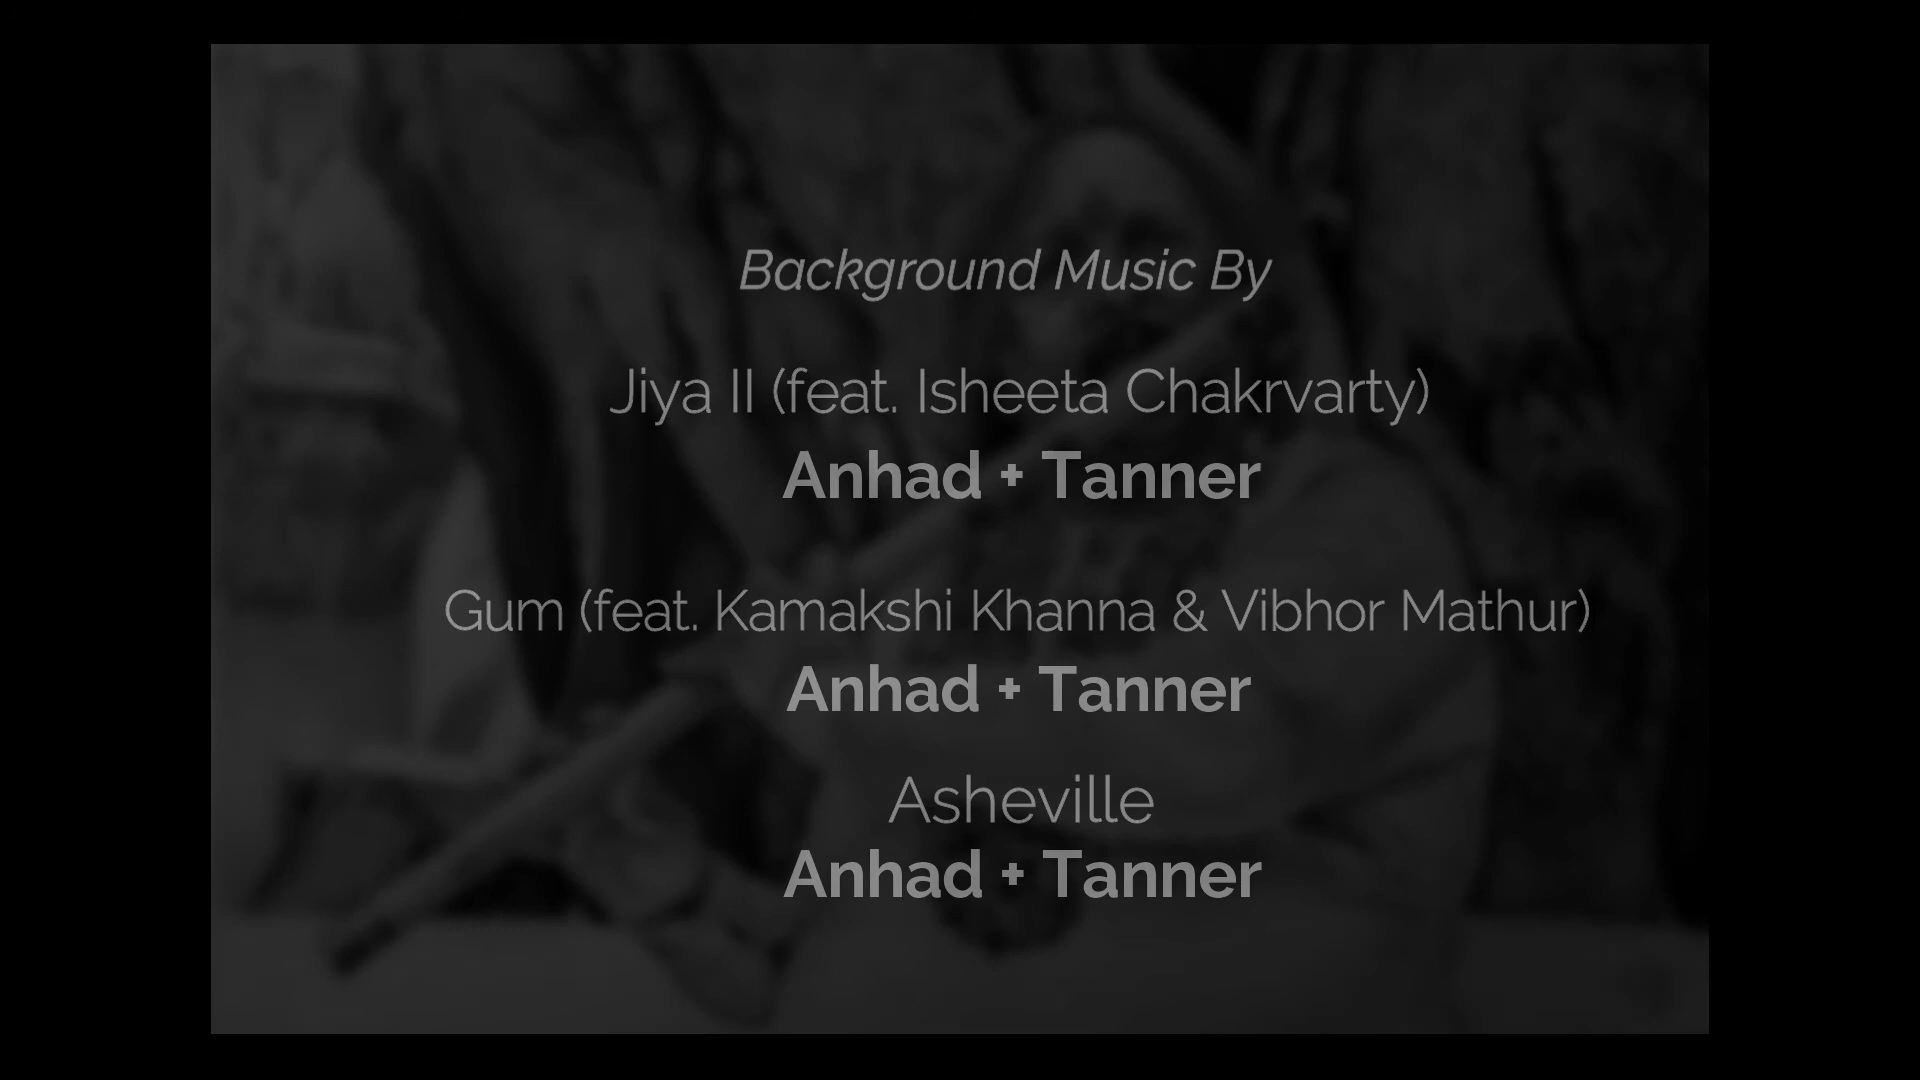 Background Music By
Jiya II (feat. Isheeta Chakrvarty)
Anhad + Tanner
Gum (feat. Kamakshi Khanna & Vibhor Mathur)
Anhad + Tanner
Asheville
Anhad + Tanner